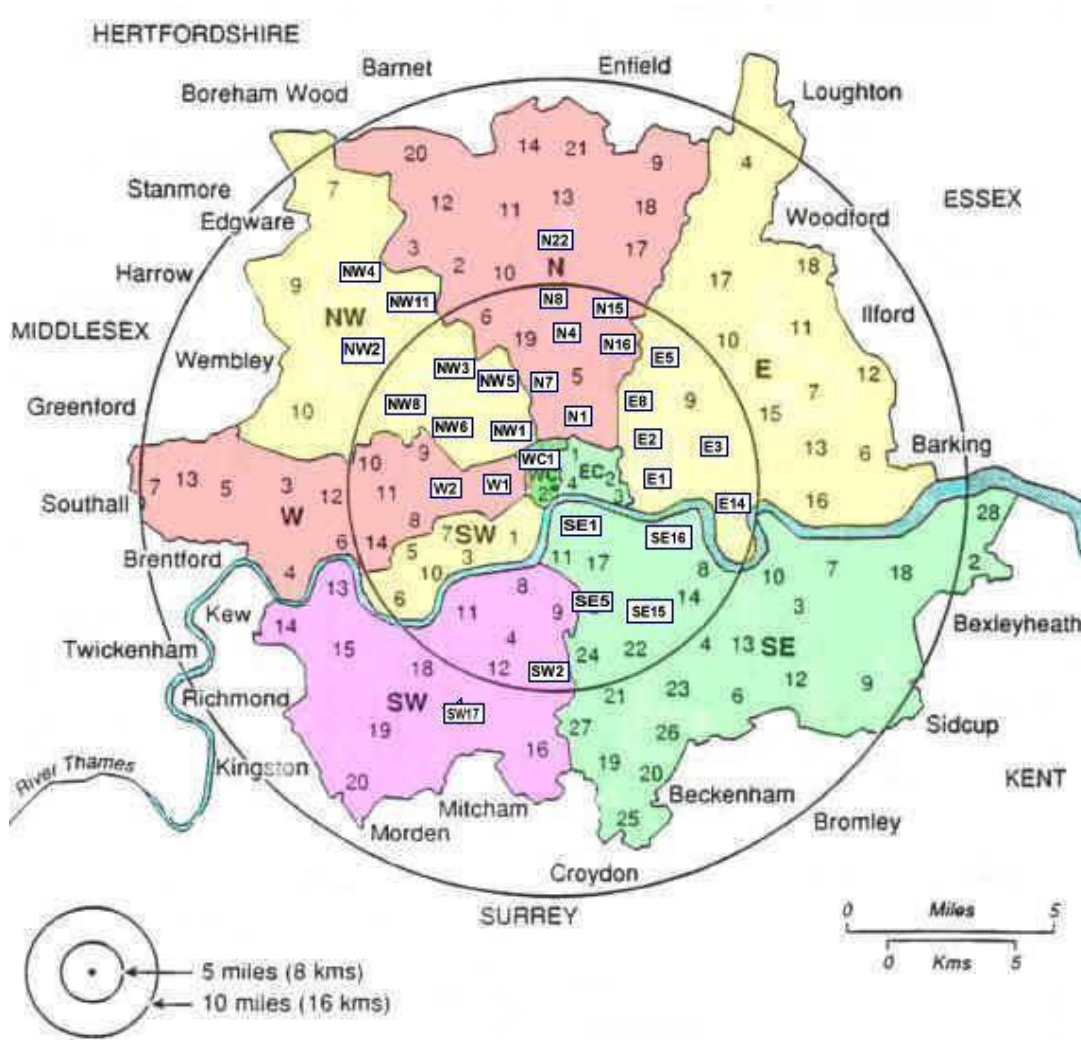 HERTFORDSHIRE
Barnet
Enfield
Boreham Wood
Loughton
Stanmore
Edgware
Harrow
MIDDLESEX
Wembley
Greenford
Southall
Brentford
Kew
Twickenham
Richmond
Kingston
River Thames
Mitcham
Morden
Croydon
SURREY
Beckenham
Bromley
KENT
Sidcup
Bexleyheath
Barking
Ilford
Woodford
ESSEX
20
14
21
9
12
11
13
18
3
2
10
N22
17
N
N8
N15
6
19
N4
N16
N7
5
N1
7
9
NW4
NW11
NW
NW2
NW3
NW5
10
NW8
NW6
NW1
4
17
18
10
11
E5
E
12
E8
9
7
15
E2
E3
13
6
E1
16
E14
WC1
1
WC
EC
2
2
4
3
7
13
5
3
12
10
9
11
W2
W1
W
8
6
14
4
7
SW
1
5
3
10
6
13
14
15
11
8
9
4
18
12
SW2
SW
SW17
19
16
20
SE1
SE16
11
17
8
10
7
18
28
2
SE5
SE15
14
3
24
22
4
13
SE
12
9
21
23
6
27
26
19
20
25
5 miles (8 kms)
10 miles (16 kms)
0 Miles 5
0 Kms 5